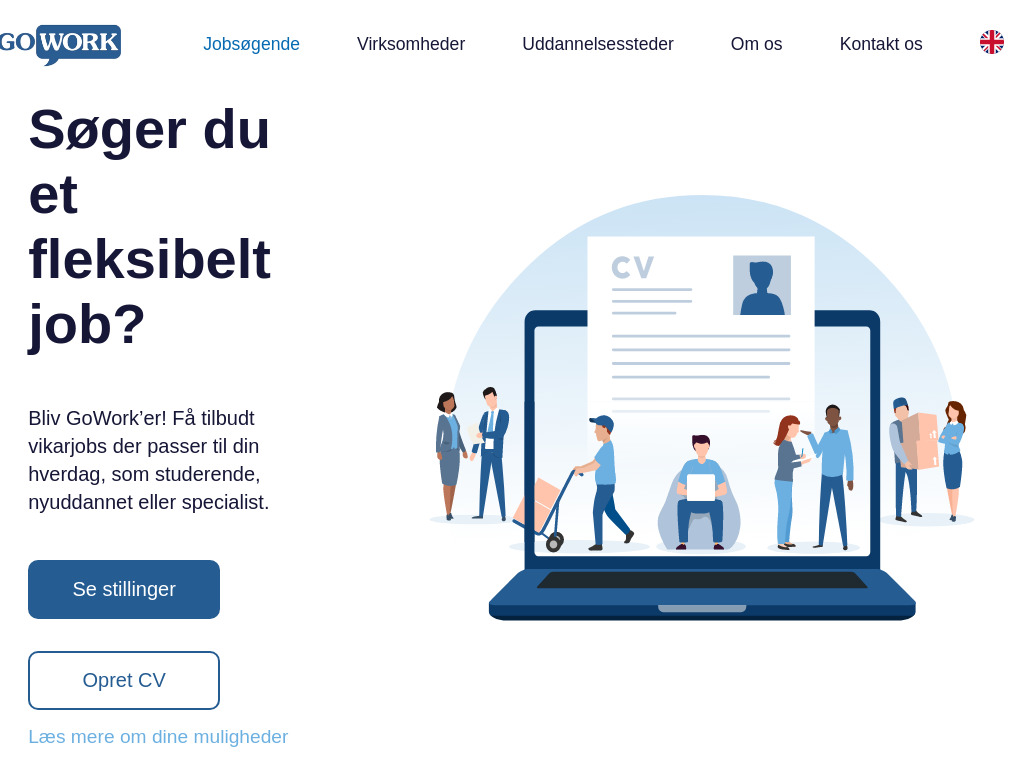 GOWORK
Jobsøgende
Virksomheder
Uddannelsessteder
Om os
Kontakt os
Søger du
et
fleksibelt
job?
Bliv GoWork’er! Få tilbudt
vikarjobs der passer til din
hverdag, som studerende,
nyuddannet eller specialist.
Se stillinger
Opret CV
Læs mere om dine muligheder
CV